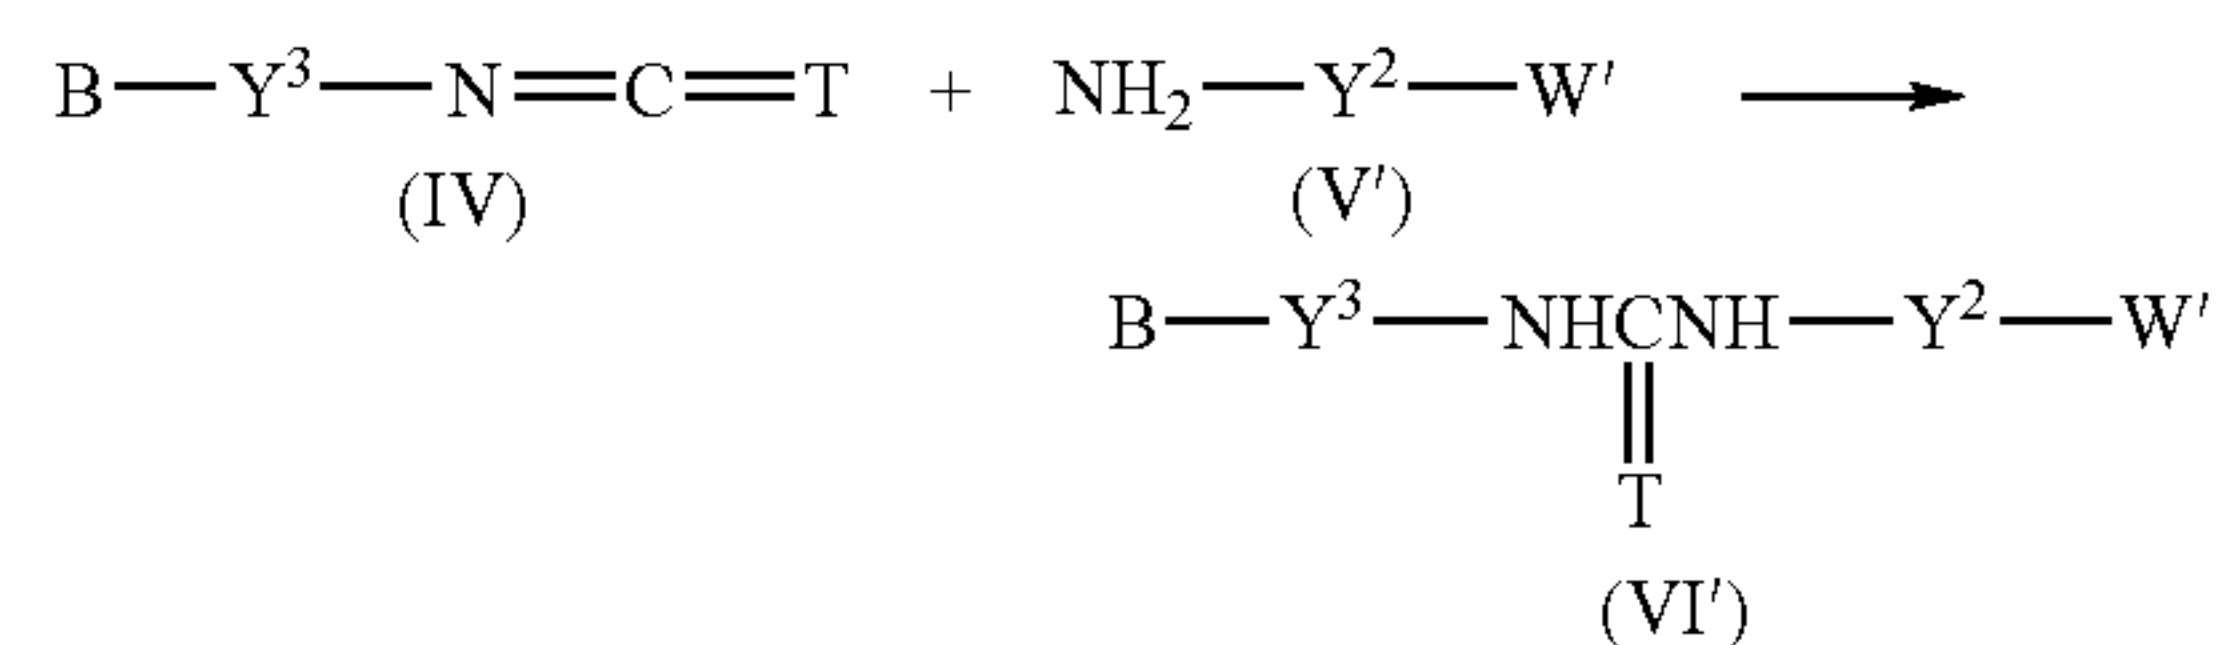 B—Y³—N=C=T + NH₂—Y²—W′ ⟶
(IV) (V′)
B—Y³—NHCNH—Y²—W′
T
(VI′)